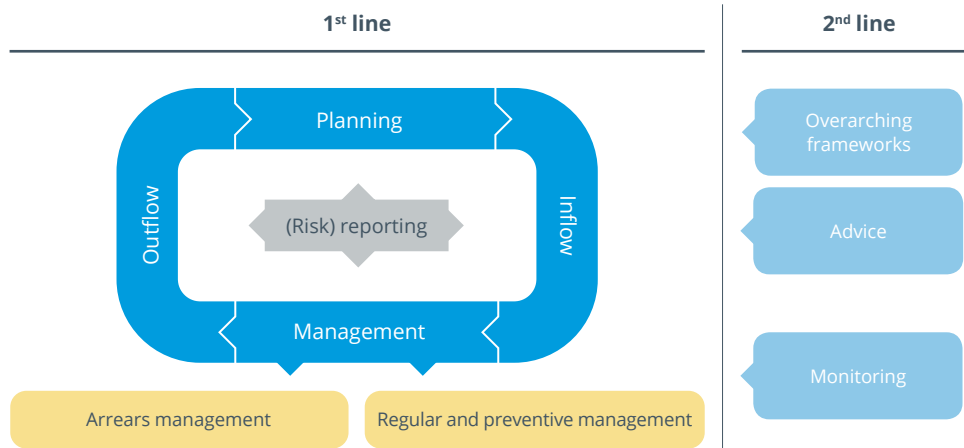 1st line
2nd line
Planning
Outflow
(Risk) reporting
Inflow
Management
Arrears management
Regular and preventive management
Overarching
frameworks
Advice
Monitoring